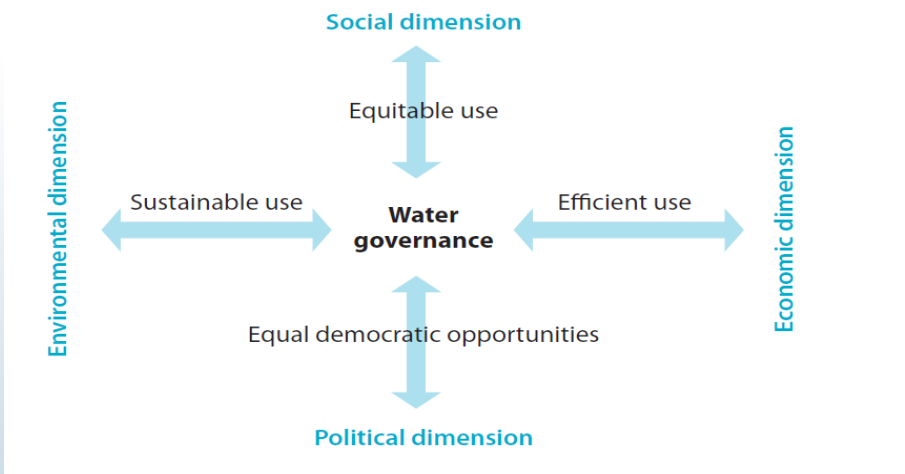 Social dimension
Equitable use
Environmental dimension
Sustainable use
Water
governance
Efficient use
Economic dimension
Equal democratic opportunities
Political dimension